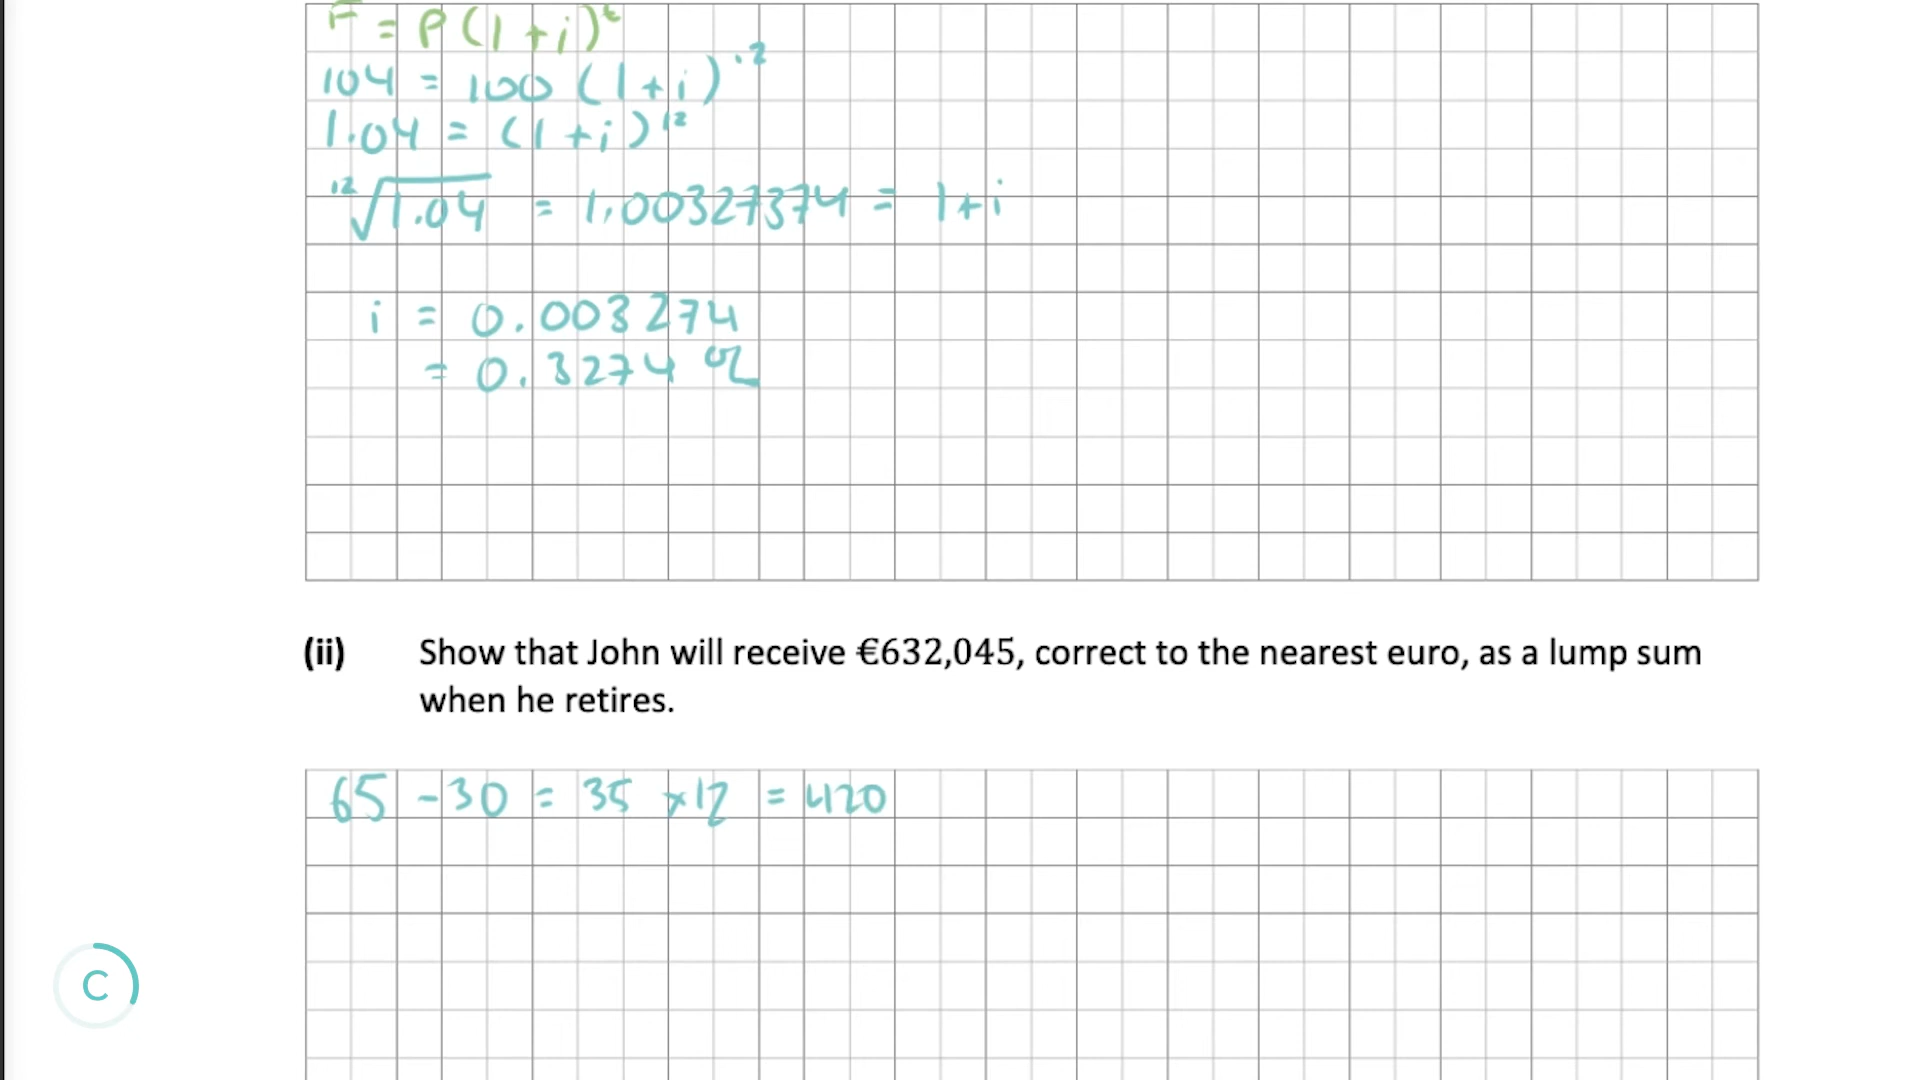 F = P(1+i)^t
104 = 100 (1+i)^12
1.04 = (1+i)^12
12√1.04 = 1.00327374 = 1+i
i = 0.003274
= 0.3274 %
(ii) Show that John will receive €632,045, correct to the nearest euro, as a lump sum
when he retires.
65 - 30 = 35 × 12 = 420
C